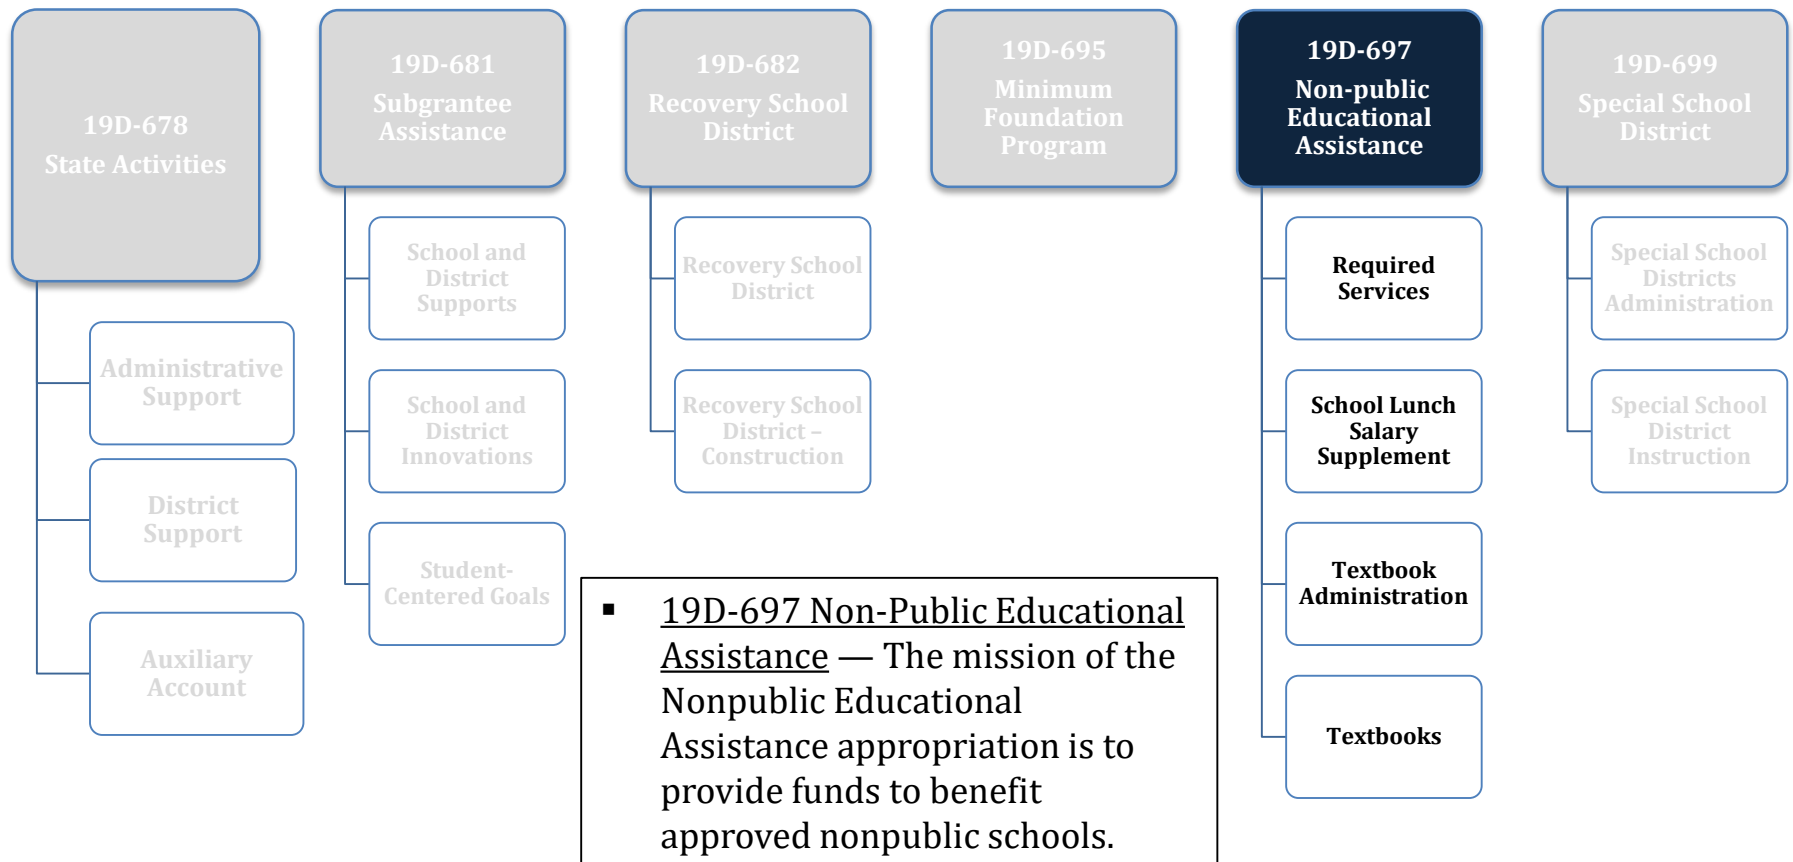 19D-678
State Activities
Administrative
Support
District
Support
Auxiliary
Account
19D-681
Subgrantee
Assistance
School and
District
Supports
School and
District
Innovations
Student-
Centered Goals
19D-682
Recovery School
District
Recovery School
District
Recovery School
District –
Construction
19D-695
Minimum
Foundation
Program
19D-697
Non-public
Educational
Assistance
Required
Services
School Lunch
Salary
Supplement
Textbook
Administration
Textbooks
19D-699
Special School
District
Special School
Districts
Administration
Special School
District
Instruction
▪ 19D-697 Non-Public Educational
Assistance — The mission of the
Nonpublic Educational
Assistance appropriation is to
provide funds to benefit
approved nonpublic schools.